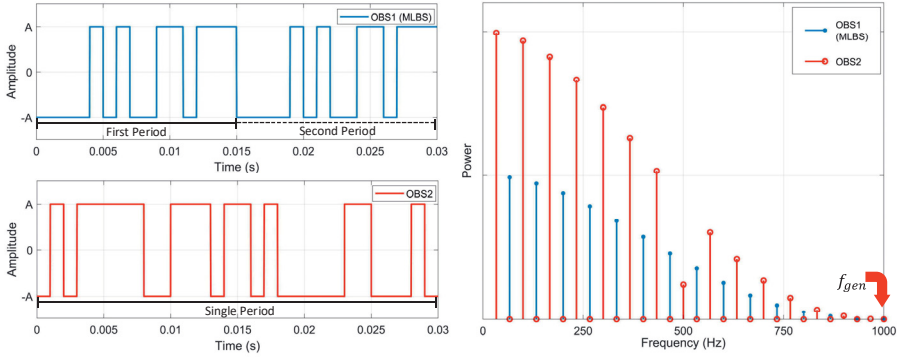 OBS1 (MLBS)
A
0
-A
Amplitude
First Period
Second Period
0
0.005
0.01
0.015
0.02
0.025
0.03
Time (s)
OBS2
A
0
-A
Amplitude
Single Period
0
0.005
0.01
0.015
0.02
0.025
0.03
Time (s)
OBS1
(MLBS)
OBS2
Power
fgen
0
250
500
750
1000
Frequency (Hz)